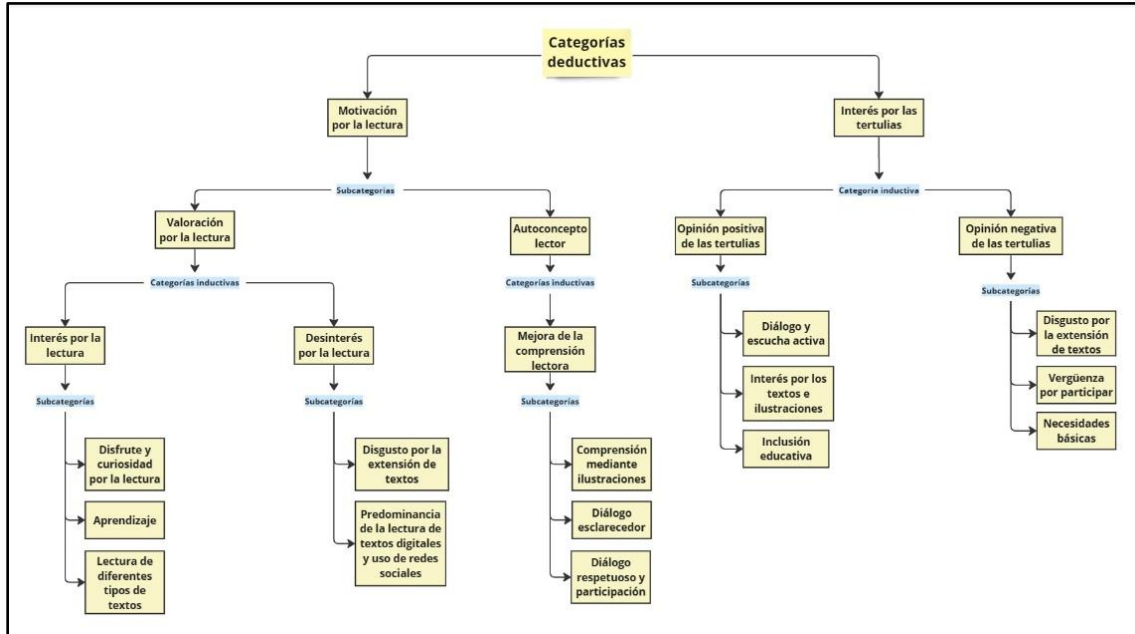 Categorías
deductivas
Motivación
por la lectura
Interés por las
tertulias
Subcategorías
Categoría inductiva
Valoración
por la lectura
Autoconcepto
lector
Opinión positiva
de las tertulias
Opinión negativa
de las tertulias
Categorías inductivas
Categorías inductivas
Subcategorías
Subcategorías
Interés por la
lectura
Desinterés
por la lectura
Mejora de la
comprensión
lectora
Diálogo y
escucha activa
Disgusto por
la extensión
de textos
Subcategorías
Subcategorías
Subcategorías
Interés por los
textos e
ilustraciones
Vergüenza
por participar
Inclusión
educativa
Necesidades
básicas
Disfrute y
curiosidad
por la lectura
Disgusto por la
extensión de
textos
Comprensión
mediante
ilustraciones
Aprendizaje
Predominancia
de la lectura de
textos digitales
y uso de redes
sociales
Diálogo
esclarecedor
Lectura de
diferentes
tipos de
textos
Diálogo
respetuoso y
participación